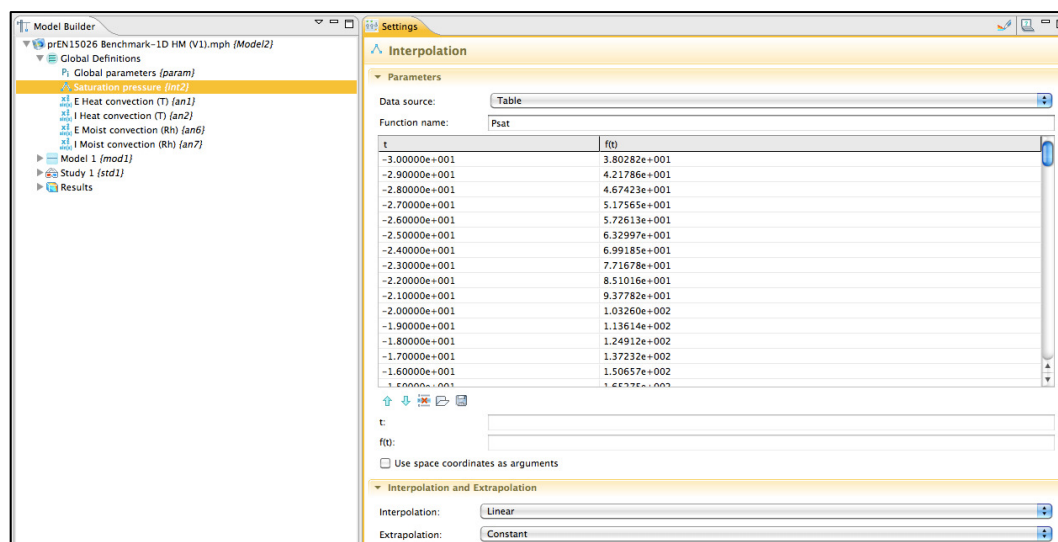 Model Builder
prEN15026 Benchmark-1D HM (V1).mph {Model2}
Global Definitions
Pi Global parameters {param}
Saturation pressure {int2}
E Heat convection (T) {an1}
I Heat convection (T) {an2}
E Moist convection (Rh) {an6}
I Moist convection (Rh) {an7}
Model 1 {mod1}
Study 1 {std1}
Results
Settings
Interpolation
Parameters
Data source: Table
Function name: Psat
t f(t)
-3.00000e+001 3.80282e+001
-2.90000e+001 4.21786e+001
-2.80000e+001 4.67423e+001
-2.70000e+001 5.17565e+001
-2.60000e+001 5.72613e+001
-2.50000e+001 6.32997e+001
-2.40000e+001 6.99185e+001
-2.30000e+001 7.71678e+001
-2.20000e+001 8.51016e+001
-2.10000e+001 9.37782e+001
-2.00000e+001 1.03260e+002
-1.90000e+001 1.13614e+002
-1.80000e+001 1.24912e+002
-1.70000e+001 1.37232e+002
-1.60000e+001 1.50657e+002
-1.50000e+001 1.65275e+002
t:
f(t):
Use space coordinates as arguments
Interpolation and Extrapolation
Interpolation: Linear
Extrapolation: Constant